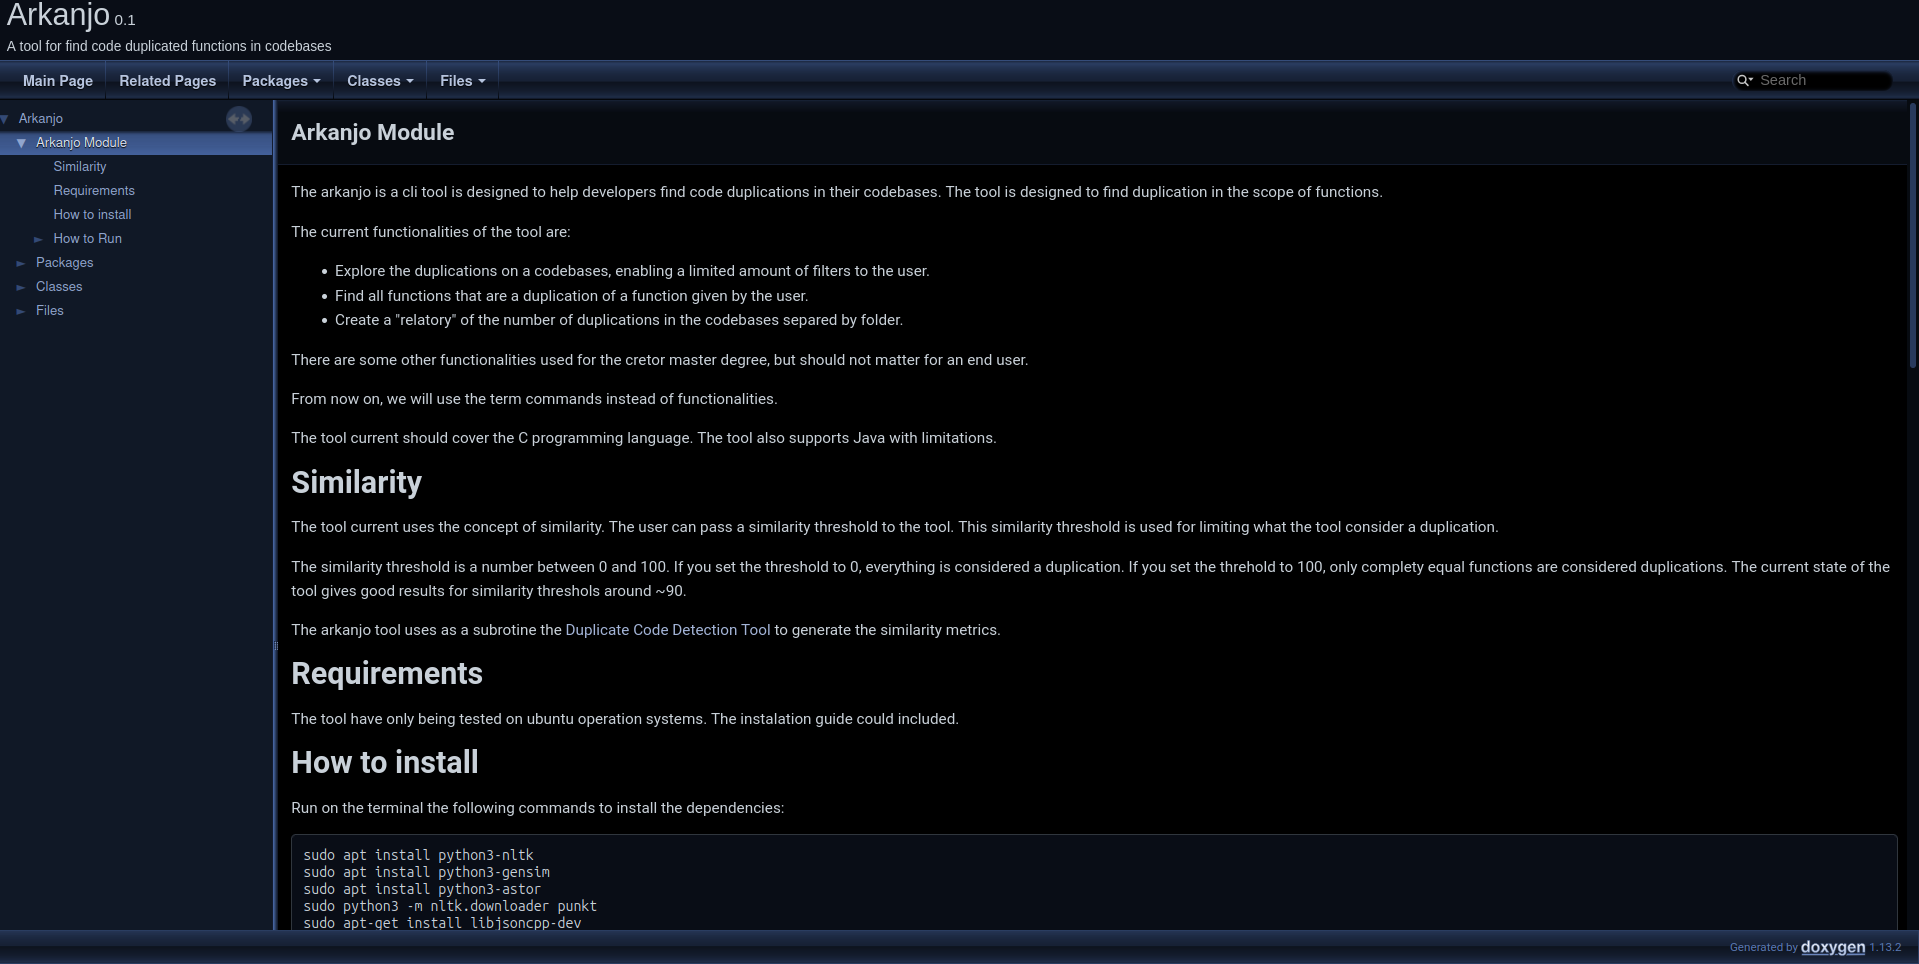 Arkanjo 0.1
A tool for find code duplicated functions in codebases
Main Page Related Pages Packages Classes Files Search
Arkanjo
Arkanjo Module
Similarity
Requirements
How to install
How to Run
Packages
Classes
Files
Arkanjo Module
The arkanjo is a cli tool is designed to help developers find code duplications in their codebases. The tool is designed to find duplication in the scope of functions.
The current functionalities of the tool are:
• Explore the duplications on a codebases, enabling a limited amount of filters to the user.
• Find all functions that are a duplication of a function given by the user.
• Create a "relatory" of the number of duplications in the codebases separed by folder.
There are some other functionalities used for the cretor master degree, but should not matter for an end user.
From now on, we will use the term commands instead of functionalities.
The tool current should cover the C programming language. The tool also supports Java with limitations.
Similarity
The tool current uses the concept of similarity. The user can pass a similarity threshold to the tool. This similarity threshold is used for limiting what the tool consider a duplication.
The similarity threshold is a number between 0 and 100. If you set the threshold to 0, everything is considered a duplication. If you set the threhold to 100, only complety equal functions are considered duplications. The current state of the
tool gives good results for similarity threshols around ~90.
The arkanjo tool uses as a subrotine the Duplicate Code Detection Tool to generate the similarity metrics.
Requirements
The tool have only being tested on ubuntu operation systems. The instalation guide could included.
How to install
Run on the terminal the following commands to install the dependencies:
sudo apt install python3-nltk
sudo apt install python3-gensim
sudo apt install python3-astor
sudo python3 -m nltk.downloader punkt
sudo apt-get install libjsoncpp-dev
Generated by doxygen 1.13.2